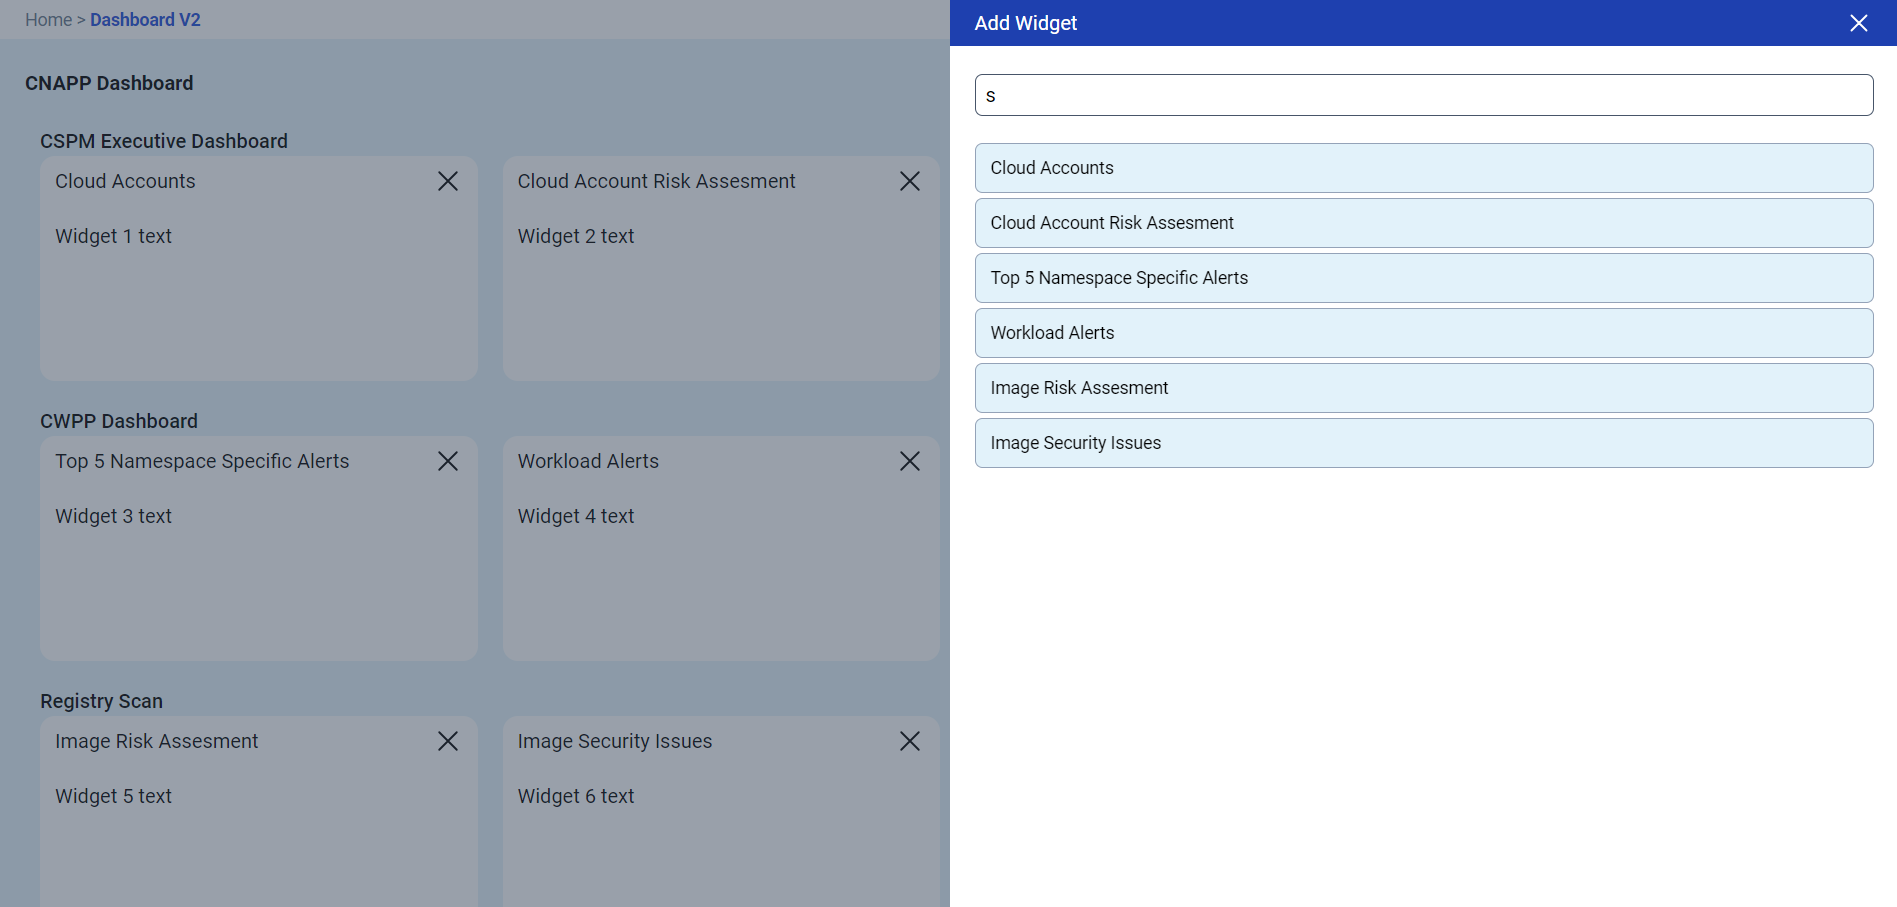 Home > Dashboard V2
CNAPP Dashboard
CSPM Executive Dashboard
Cloud Accounts
Widget 1 text
Cloud Account Risk Assesment
Widget 2 text
CWPP Dashboard
Top 5 Namespace Specific Alerts
Widget 3 text
Workload Alerts
Widget 4 text
Registry Scan
Image Risk Assesment
Widget 5 text
Image Security Issues
Widget 6 text
Add Widget
s
Cloud Accounts
Cloud Account Risk Assesment
Top 5 Namespace Specific Alerts
Workload Alerts
Image Risk Assesment
Image Security Issues